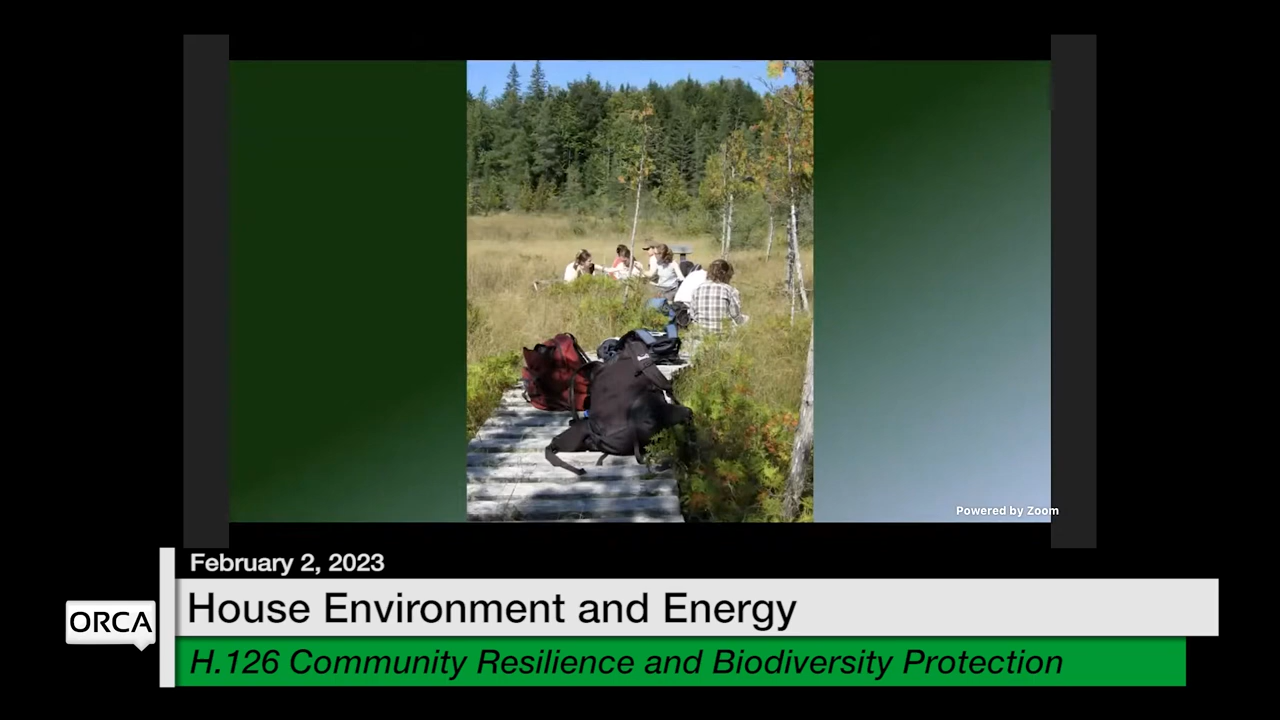 Powered by Zoom
February 2, 2023
House Environment and Energy
ORCA
H.126 Community Resilience and Biodiversity Protection